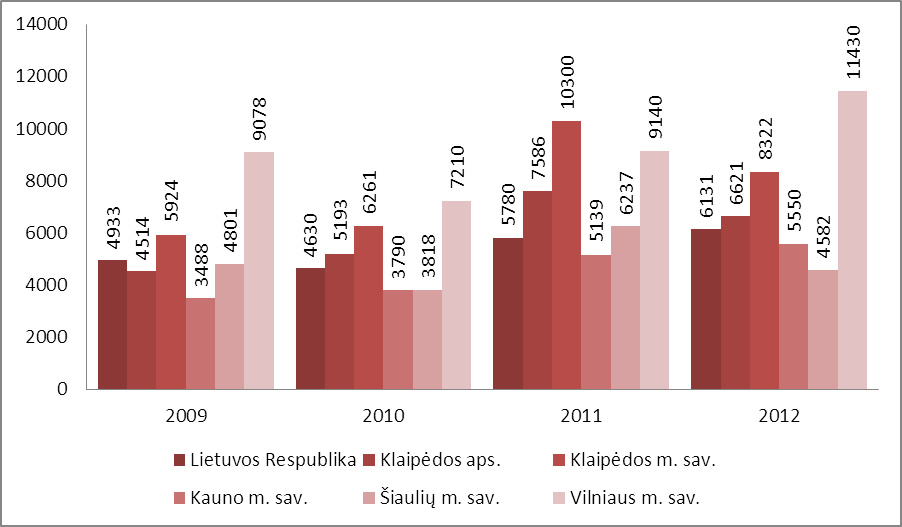 14000
12000
10000
8000
6000
4000
2000
0
4933 4514 5924 3488 4801 9078
4630 5193 6261 3790 3818 7210
5780 7586 10300 5139 6237 9140
6131 6621 8322 5550 4582 11430
2009 2010 2011 2012
Lietuvos Respublika Klaipėdos aps. Klaipėdos m. sav.
Kauno m. sav. Šiaulių m. sav. Vilniaus m. sav.